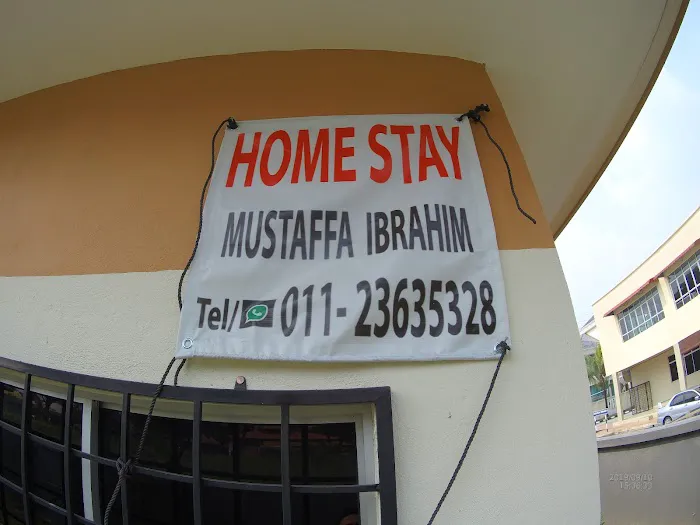 HOME STAY
MUSTAFFA IBRAHIM
Tel/ 011-23635328